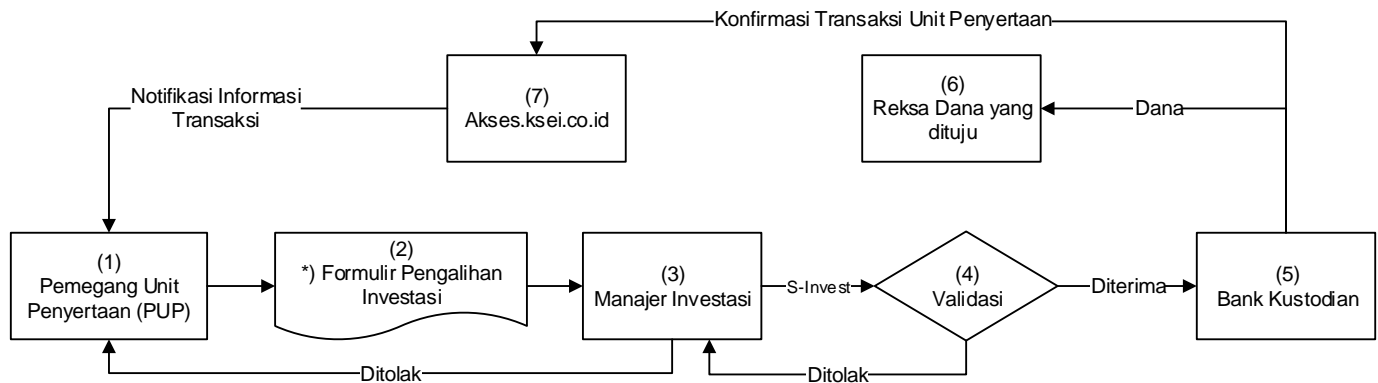 Konfirmasi Transaksi Unit Penyertaan
Notifikasi Informasi
Transaksi
(7)
Akses.ksei.co.id
(6)
Reksa Dana yang
dituju
Dana
(1)
Pemegang Unit
Penyertaan (PUP)
(2)
*) Formulir Pengalihan
Investasi
(3)
Manajer Investasi
S-Invest
(4)
Validasi
Diterima
(5)
Bank Kustodian
Ditolak
Ditolak